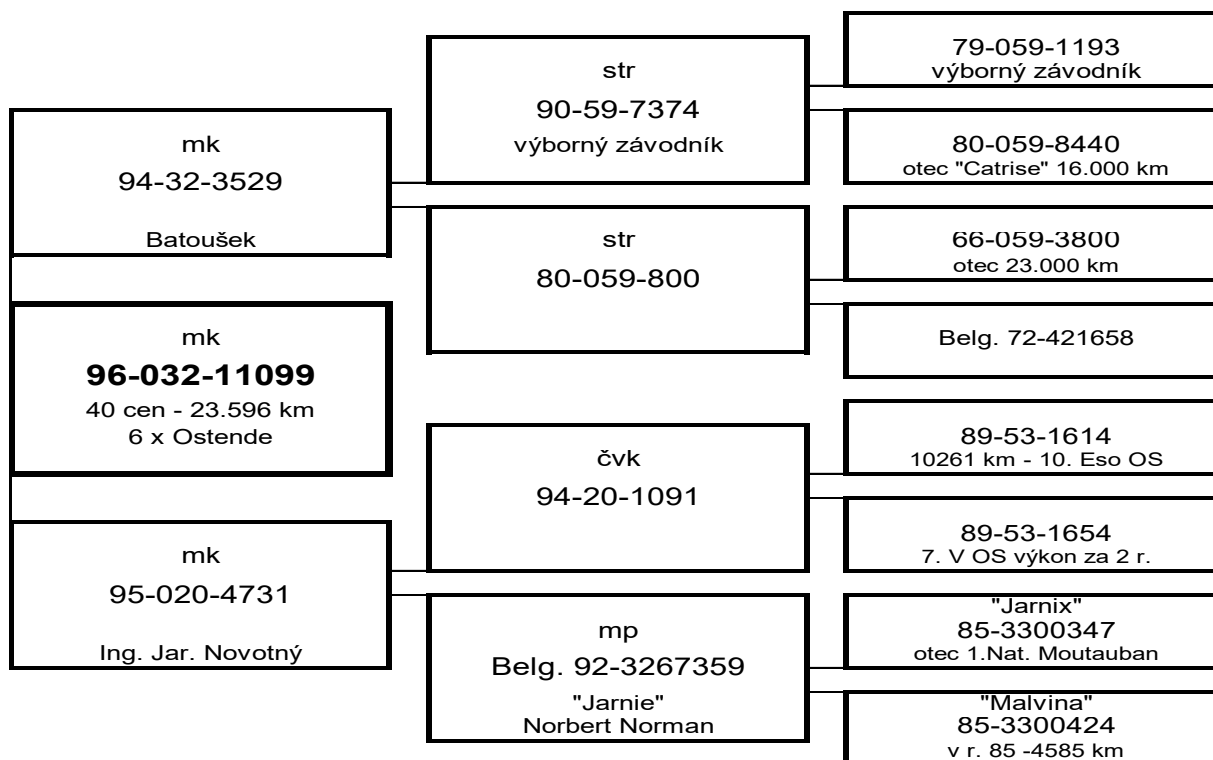 mk
94-32-3529
Batoušek
mk
96-032-11099
40 cen - 23.596 km
6 x Ostende
mk
95-020-4731
Ing. Jar. Novotný
str
90-59-7374
výborný závodník
str
80-059-800
čvk
94-20-1091
mp
Belg. 92-3267359
"Jarnie"
Norbert Norman
79-059-1193
výborný závodník
80-059-8440
otec "Catrise" 16.000 km
66-059-3800
otec 23.000 km
Belg. 72-421658
89-53-1614
10261 km - 10. Eso OS
89-53-1654
7. V OS výkon za 2 r.
"Jarnix"
85-3300347
otec 1.Nat. Moutauban
"Malvina"
85-3300424
v r. 85 -4585 km